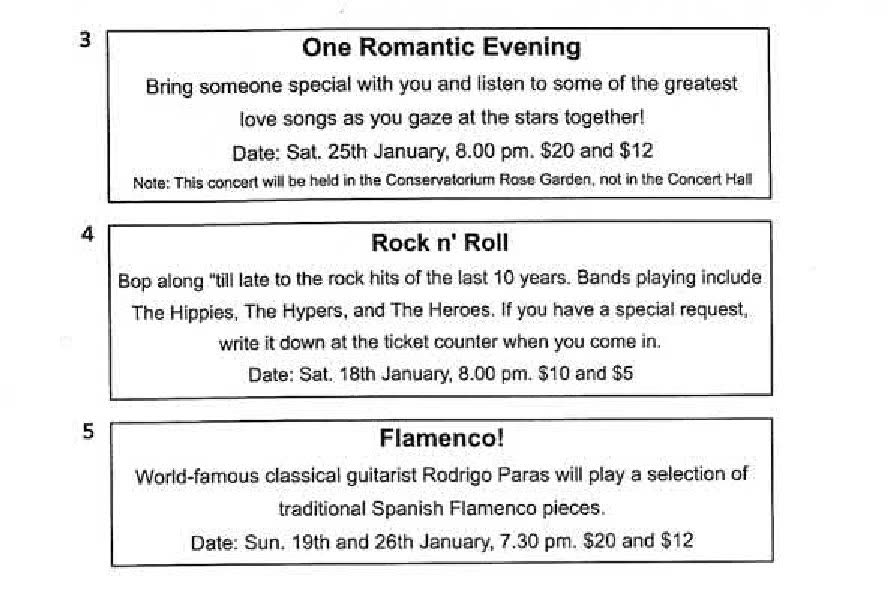 3
One Romantic Evening
Bring someone special with you and listen to some of the greatest
love songs as you gaze at the stars together!
Date: Sat. 25th January, 8.00 pm. $20 and $12
Note: This concert will be held in the Conservatorium Rose Garden, not in the Concert Hall
4
Rock n' Roll
Bop along "till late to the rock hits of the last 10 years. Bands playing include
The Hippies, The Hypers, and The Heroes. If you have a special request,
write it down at the ticket counter when you come in.
Date: Sat. 18th January, 8.00 pm. $10 and $5
5
Flamenco!
World-famous classical guitarist Rodrigo Paras will play a selection of
traditional Spanish Flamenco pieces.
Date: Sun. 19th and 26th January, 7.30 pm. $20 and $12